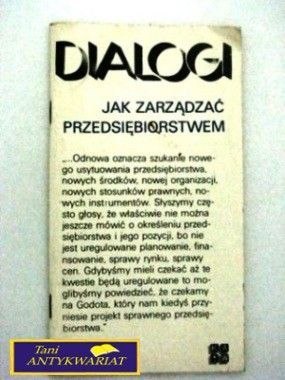 DIALOGI
JAK ZARZĄDZAĆ
PRZEDSIĘBIORSTWEM
„...Odnowa oznacza szukanie nowe-
go usytuowania przedsiębiorstwa,
nowych środków, nowej organizacji,
nowych stosunków prawnych, no-
wych instrumentów. Słyszymy czę-
sto głosy, że właściwie nie można
jeszcze mówić o określeniu przed-
siębiorstwa i jego pozycji, bo nie
jest uregulowane planowanie, finan-
sowanie, sprawy rynku, sprawy
cen. Gdybyśmy mieli czekać aż te
kwestie będą uregulowane to mo-
glibyśmy powiedzieć, że czekamy
na Godota, który nam kiedyś przy-
niesie projekt sprawnego przedsię-
biorstwa."
Tani
ANTYKWARIAT